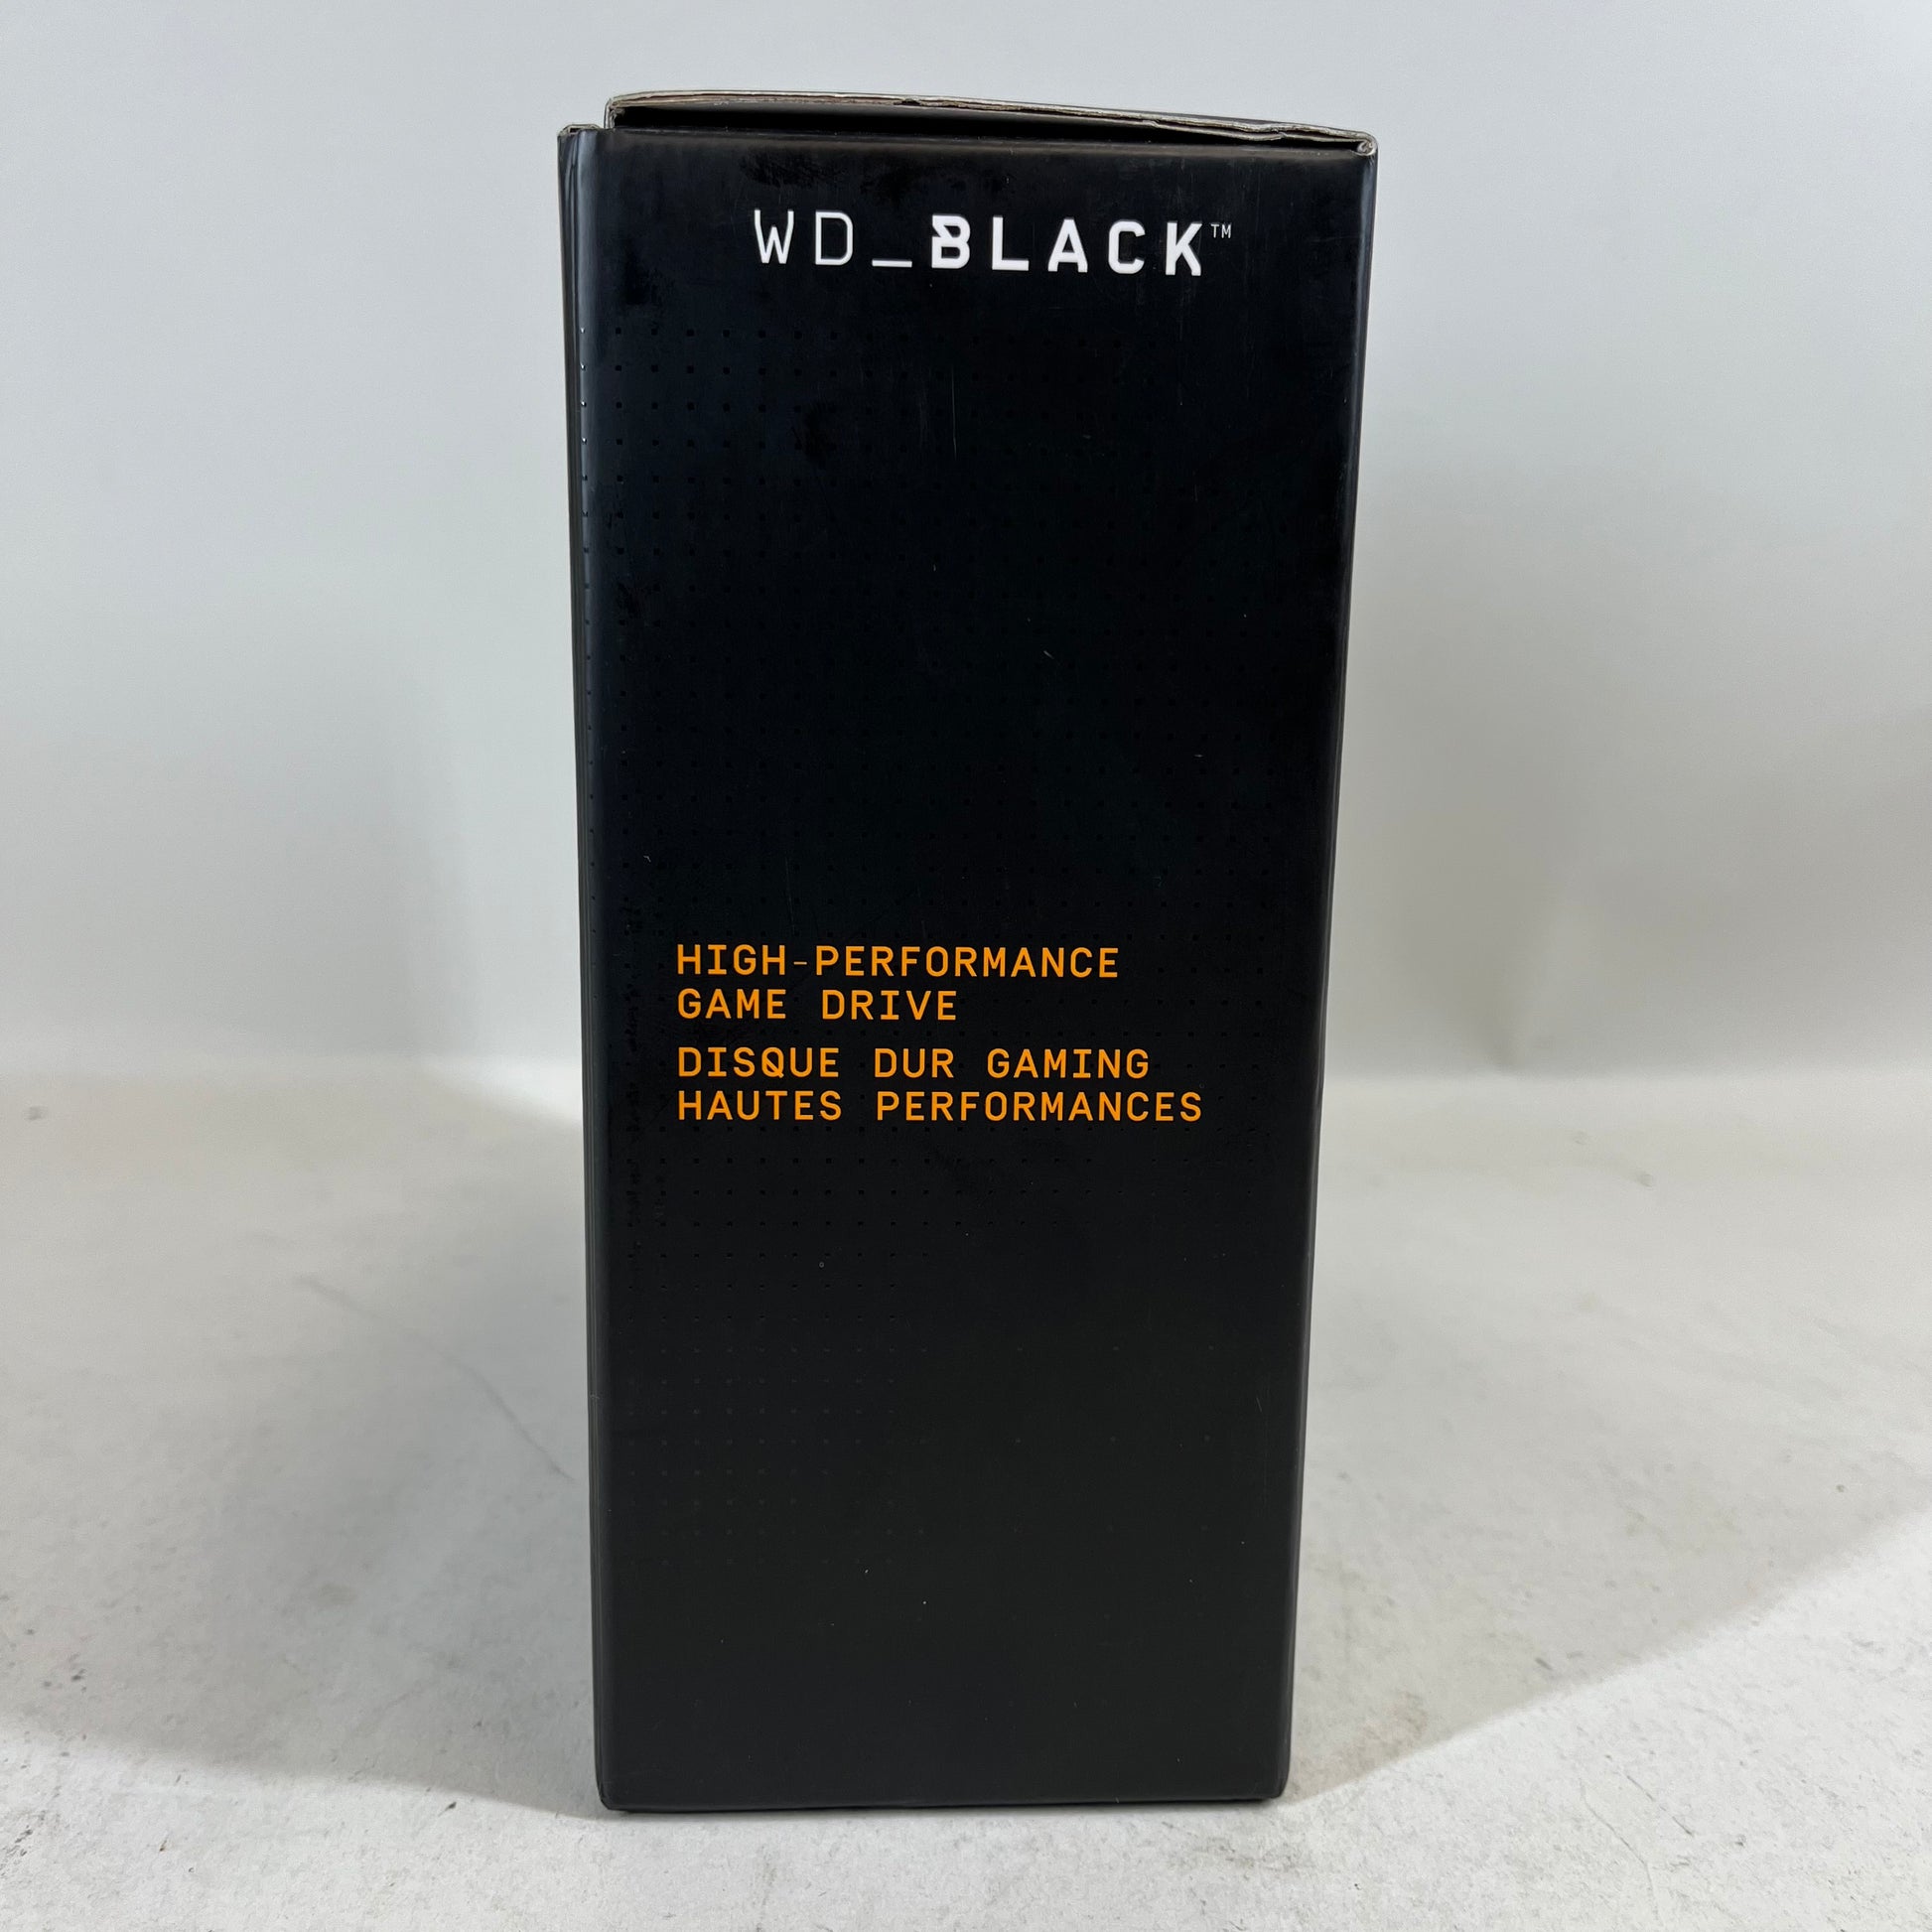 WD_BLACK™
HIGH-PERFORMANCE
GAME DRIVE
DISQUE DUR GAMING
HAUTES PERFORMANCES